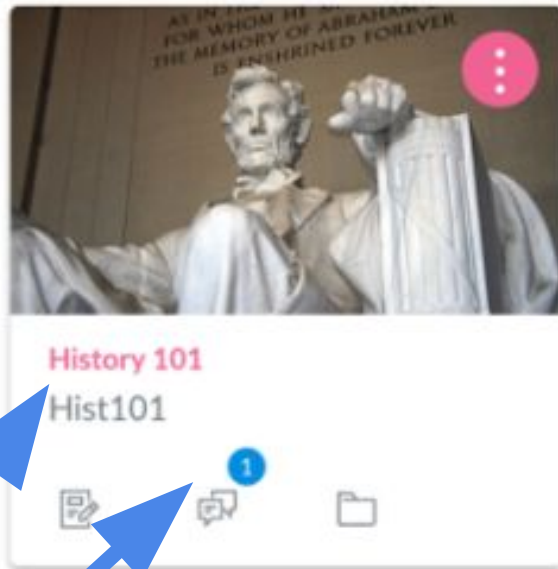 AS IN THE
FOR WHOM HE
THE MEMORY OF ABRAHAM
IS ENSHRINED FOREVER
History 101
Hist101
1